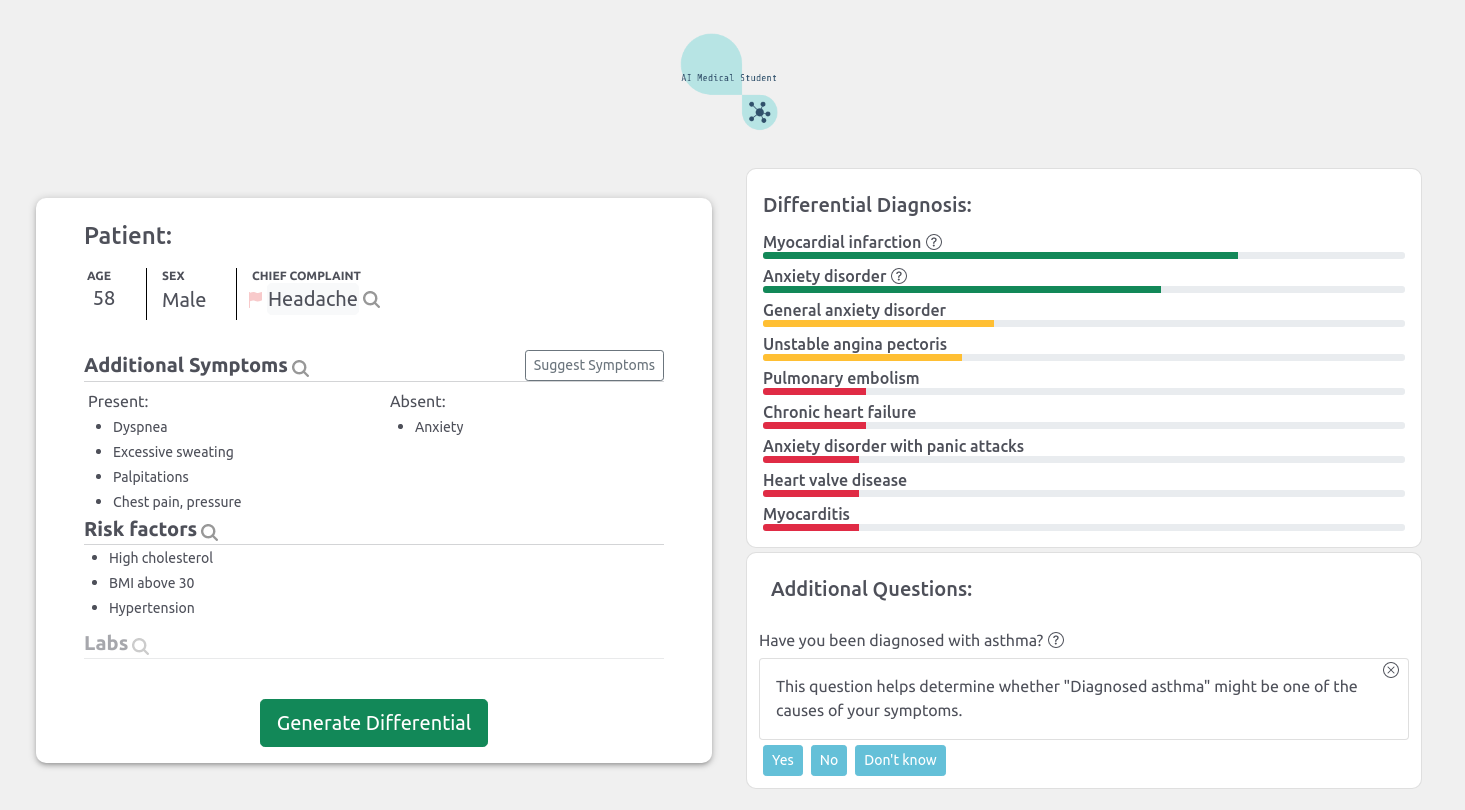 AI Medical Student
Patient:
AGE
58
SEX
Male
CHIEF COMPLAINT
Headache
Additional Symptoms
Suggest Symptoms
Present:
Dyspnea
Excessive sweating
Palpitations
Chest pain, pressure
Absent:
Anxiety
Risk factors
High cholesterol
BMI above 30
Hypertension
Labs
Generate Differential
Differential Diagnosis:
Myocardial infarction ?
Anxiety disorder ?
General anxiety disorder
Unstable angina pectoris
Pulmonary embolism
Chronic heart failure
Anxiety disorder with panic attacks
Heart valve disease
Myocarditis
Additional Questions:
Have you been diagnosed with asthma? ?
This question helps determine whether "Diagnosed asthma" might be one of the
causes of your symptoms.
Yes
No
Don't know